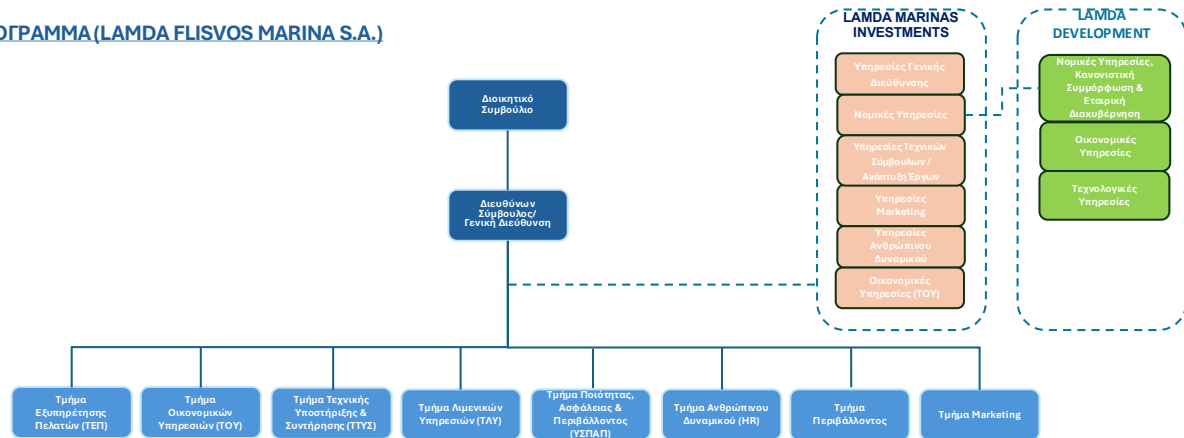 ΟΓΡΑΜΜΑ (LAMDA FLISVOS MARINA S.A.)
LAMDA MARINAS
INVESTMENTS
LAMDA
DEVELOPMENT
Διοικητικό
Συμβούλιο
Διευθύνων
Σύμβουλος/
Γενική Διεύθυνση
Υπηρεσίες Γενικής
Διεύθυνσης
Νομικές Υπηρεσίες
Υπηρεσίες Τεχνικών
Σύμβουλων /
Ανάπτυξη Έργων
Υπηρεσίες
Marketing
Υπηρεσίες
Ανθρώπινου
Δυναμικού
Οικονομικές
Υπηρεσίες (ΤΟΥ)
Νομικές Υπηρεσίες,
Κανονιστική
Συμμόρφωση &
Εταιρική
Διακυβέρνηση
Οικονομικές
Υπηρεσίες
Τεχνολογικές
Υπηρεσίες
Τμήμα
Εξυπηρέτησης
Πελατών (ΤΕΠ)
Τμήμα
Οικονομικών
Υπηρεσιών (ΤΟΥ)
Τμήμα Τεχνικής
Υποστήριξης &
Συντήρησης (ΤΤΥΣ)
Τμήμα Λιμενικών
Υπηρεσιών (ΤΛΥ)
Τμήμα Ποιότητας,
Ασφάλειας &
Περιβάλλοντος
(ΥΣΠΑΠ)
Τμήμα Ανθρώπινου
Δυναμικού (HR)
Τμήμα
Περιβάλλοντος
Τμήμα Marketing